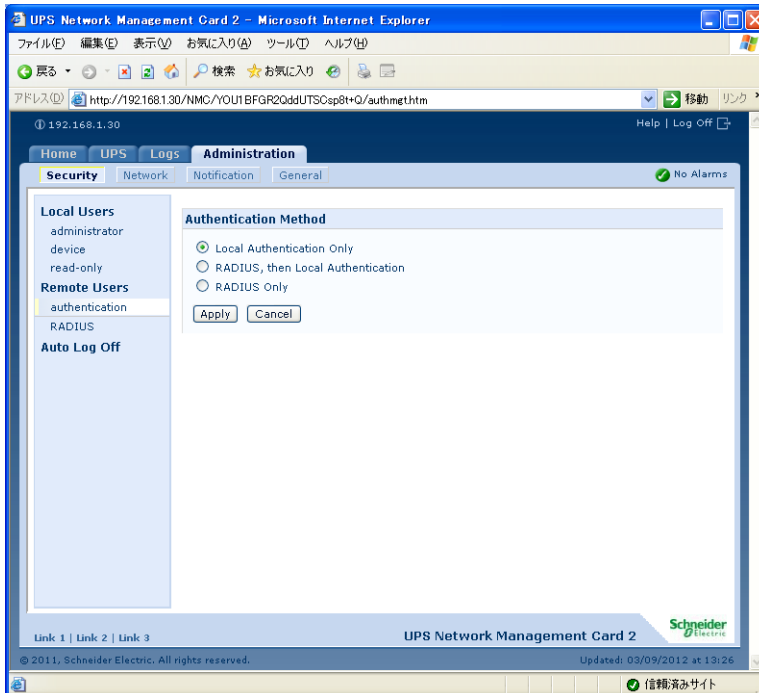 UPS Network Management Card 2 - Microsoft Internet Explorer
ファイル(F) 編集(E) 表示(V) お気に入り(A) ツール(T) ヘルプ(H)
戻る 検索 お気に入り
アドレス(D) http://192.168.1.30/NMC/YOU1BFGR2QddUTSCsp8t+Q/authmgt.htm 移動 リンク »
192.168.1.30 Help | Log Off
Home UPS Logs Administration
Security Network Notification General No Alarms
Local Users
administrator
device
read-only
Remote Users
authentication
RADIUS
Auto Log Off
Authentication Method
Local Authentication Only
RADIUS, then Local Authentication
RADIUS Only
Apply Cancel
Link 1 | Link 2 | Link 3 UPS Network Management Card 2 Schneider Electric
© 2011, Schneider Electric. All rights reserved. Updated: 03/09/2012 at 13:26
信頼済みサイト